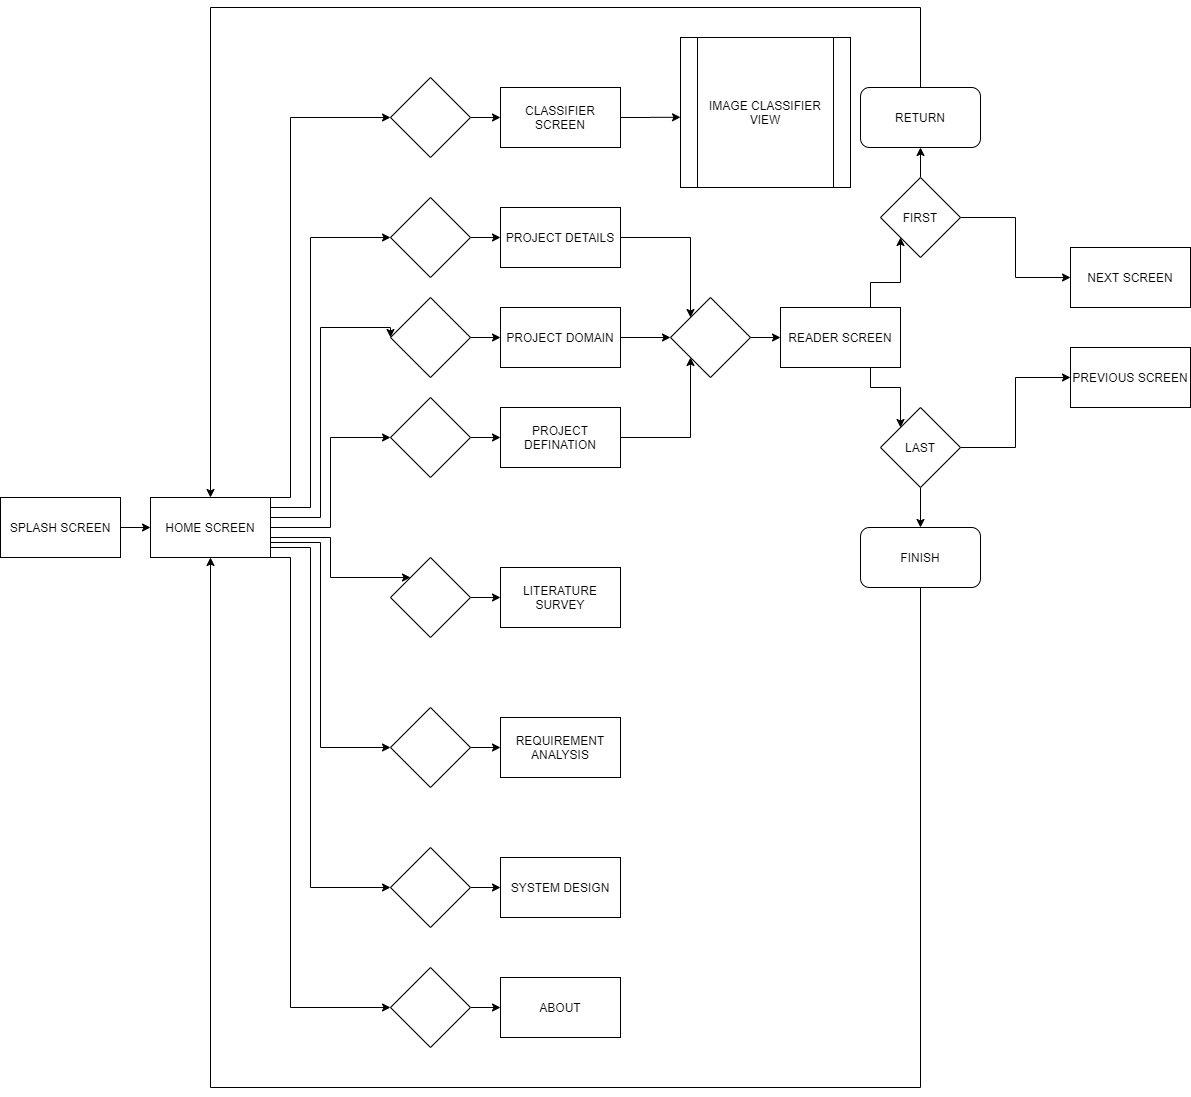 CLASSIFIER
SCREEN
IMAGE CLASSIFIER
VIEW
RETURN
FIRST
PROJECT DETAILS
NEXT SCREEN
PROJECT DOMAIN
READER SCREEN
PREVIOUS SCREEN
PROJECT
DEFINATION
LAST
SPLASH SCREEN
HOME SCREEN
FINISH
LITERATURE
SURVEY
REQUIREMENT
ANALYSIS
SYSTEM DESIGN
ABOUT